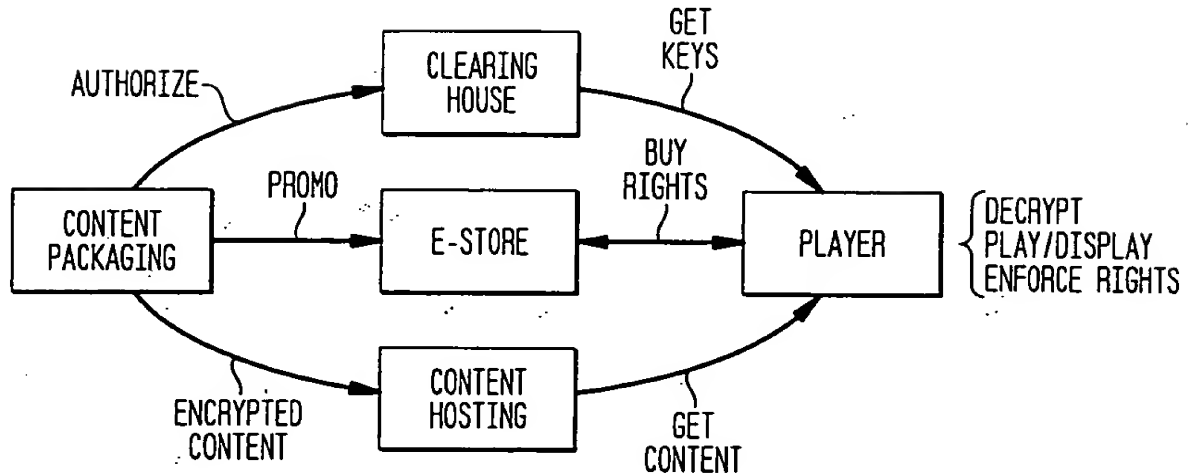 GET
KEYS
CLEARING
HOUSE
AUTHORIZE
PROMO
BUY
RIGHTS
CONTENT
PACKAGING
E-STORE
PLAYER
DECRYPT
PLAY/DISPLAY
ENFORCE RIGHTS
ENCRYPTED
CONTENT
CONTENT
HOSTING
GET
CONTENT